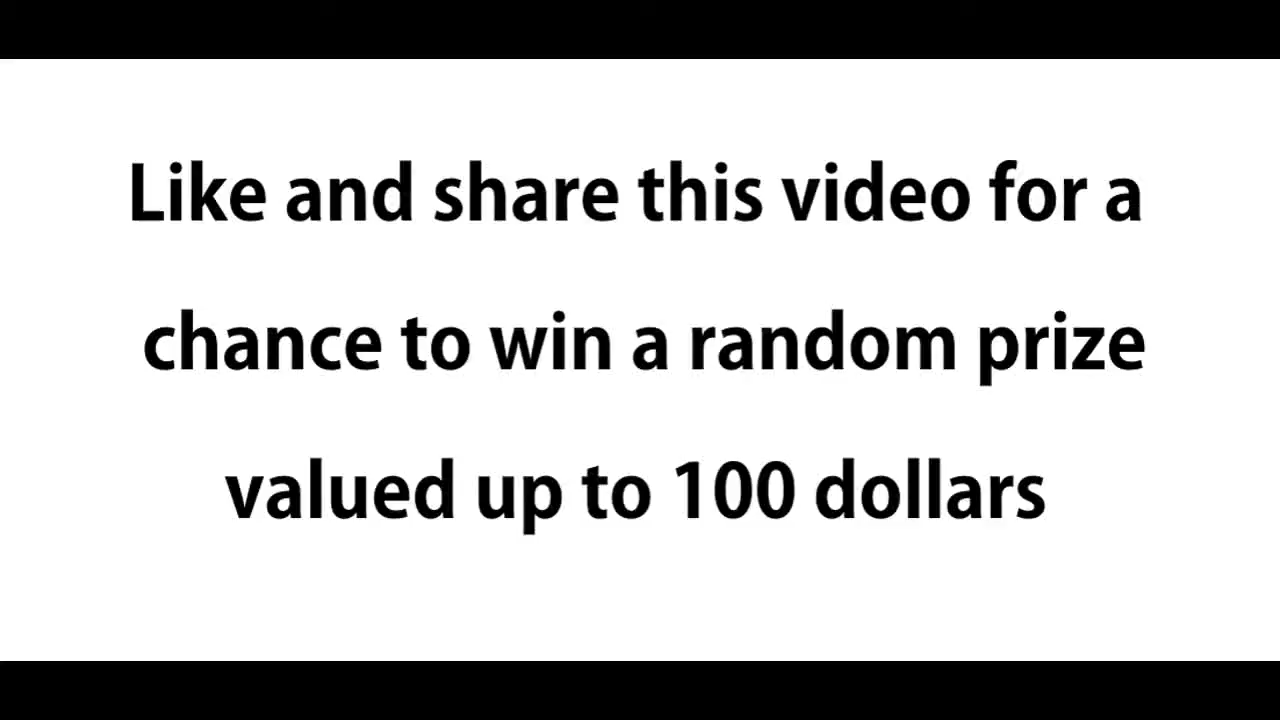 Like and share this video for a
chance to win a random prize
valued up to 100 dollars